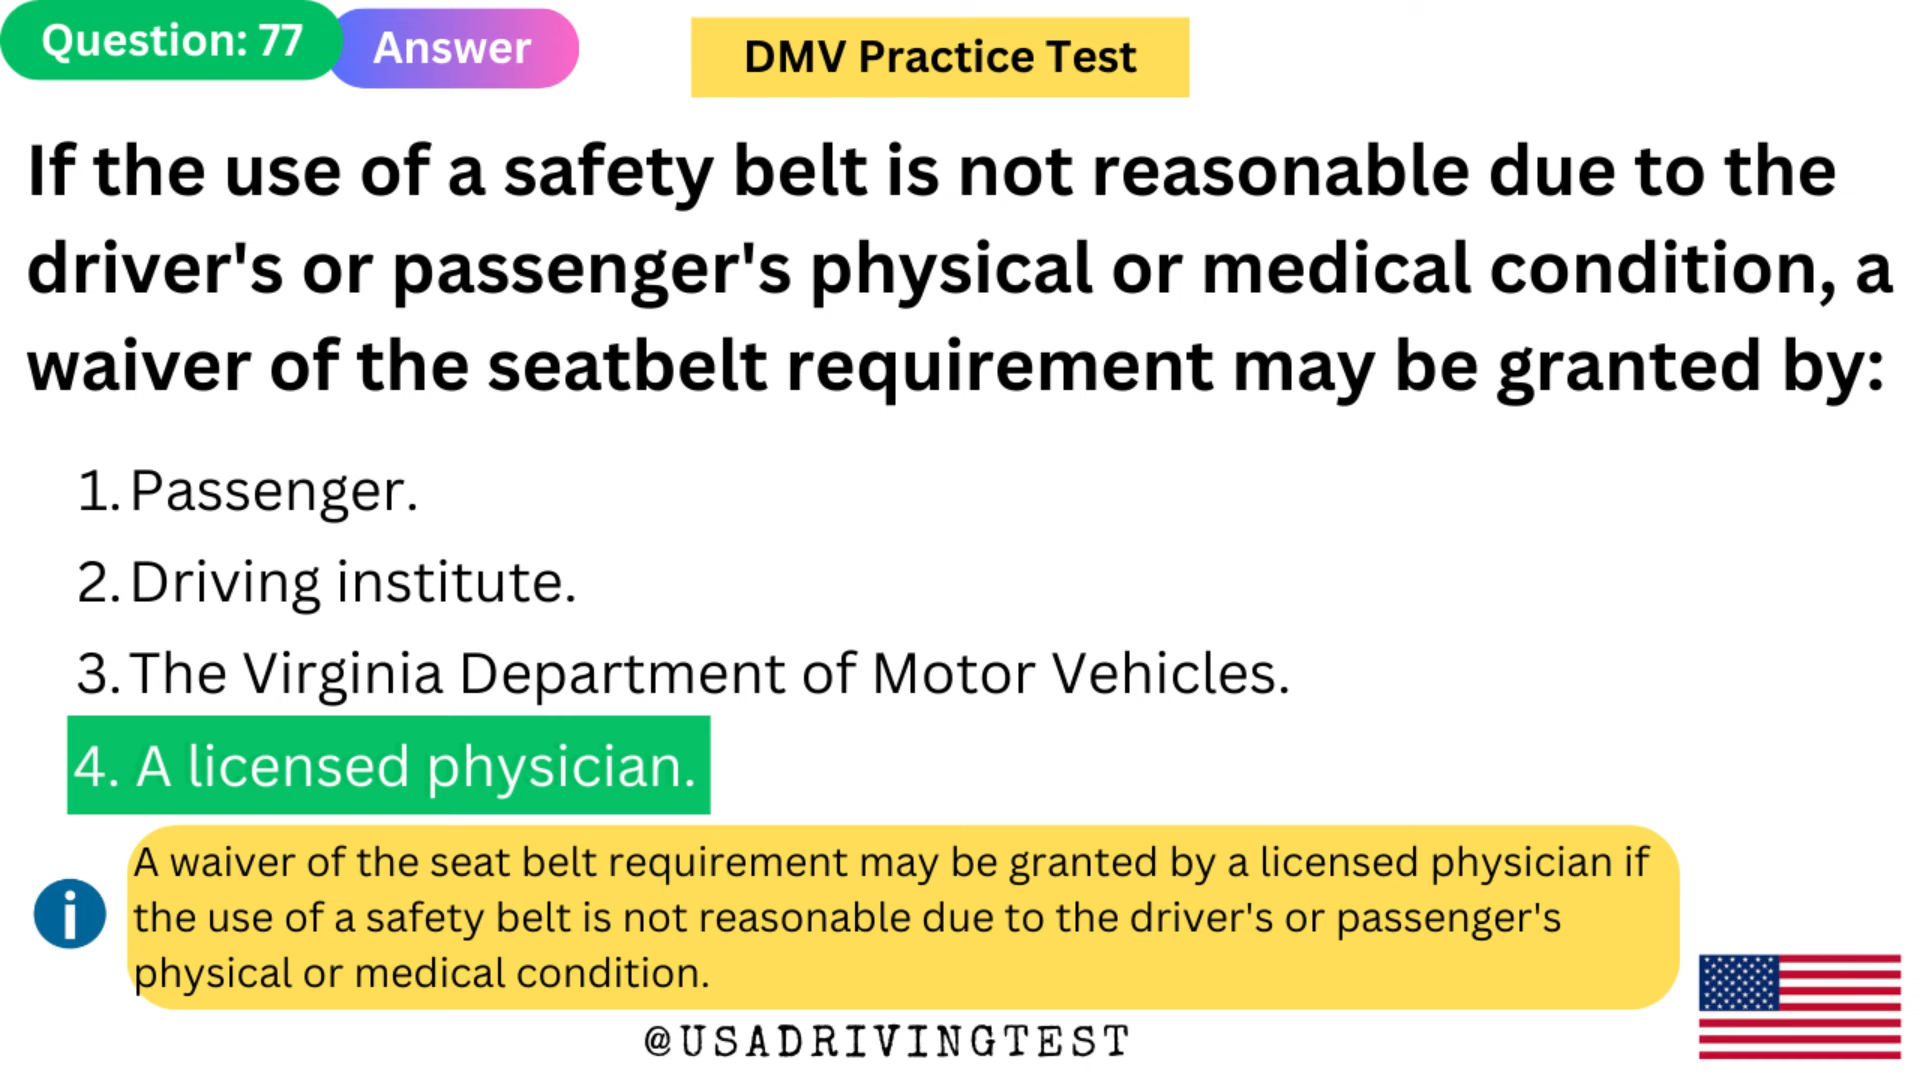 Question: 77
Answer
DMV Practice Test
If the use of a safety belt is not reasonable due to the
driver's or passenger's physical or medical condition, a
waiver of the seatbelt requirement may be granted by:
1. Passenger.
2. Driving institute.
3. The Virginia Department of Motor Vehicles.
4. A licensed physician.
i
A waiver of the seat belt requirement may be granted by a licensed physician if
the use of a safety belt is not reasonable due to the driver's or passenger's
physical or medical condition.
@USADRIVINGTEST